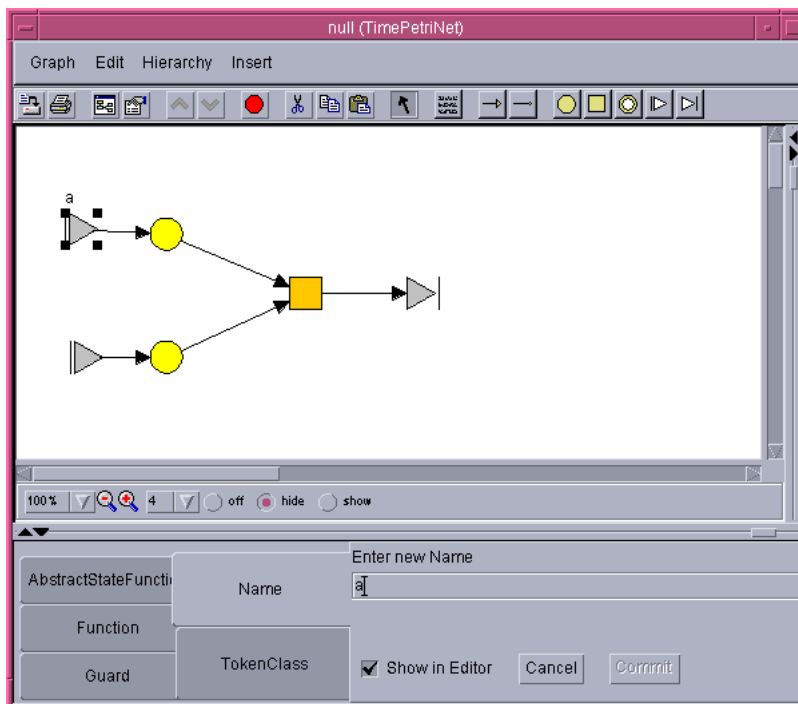 null (TimePetriNet)
Graph Edit Hierarchy Insert
a
100% 4 off hide show
Enter new Name
AbstractStateFuncti Name a
Function
TokenClass Show in Editor Cancel Commit
Guard